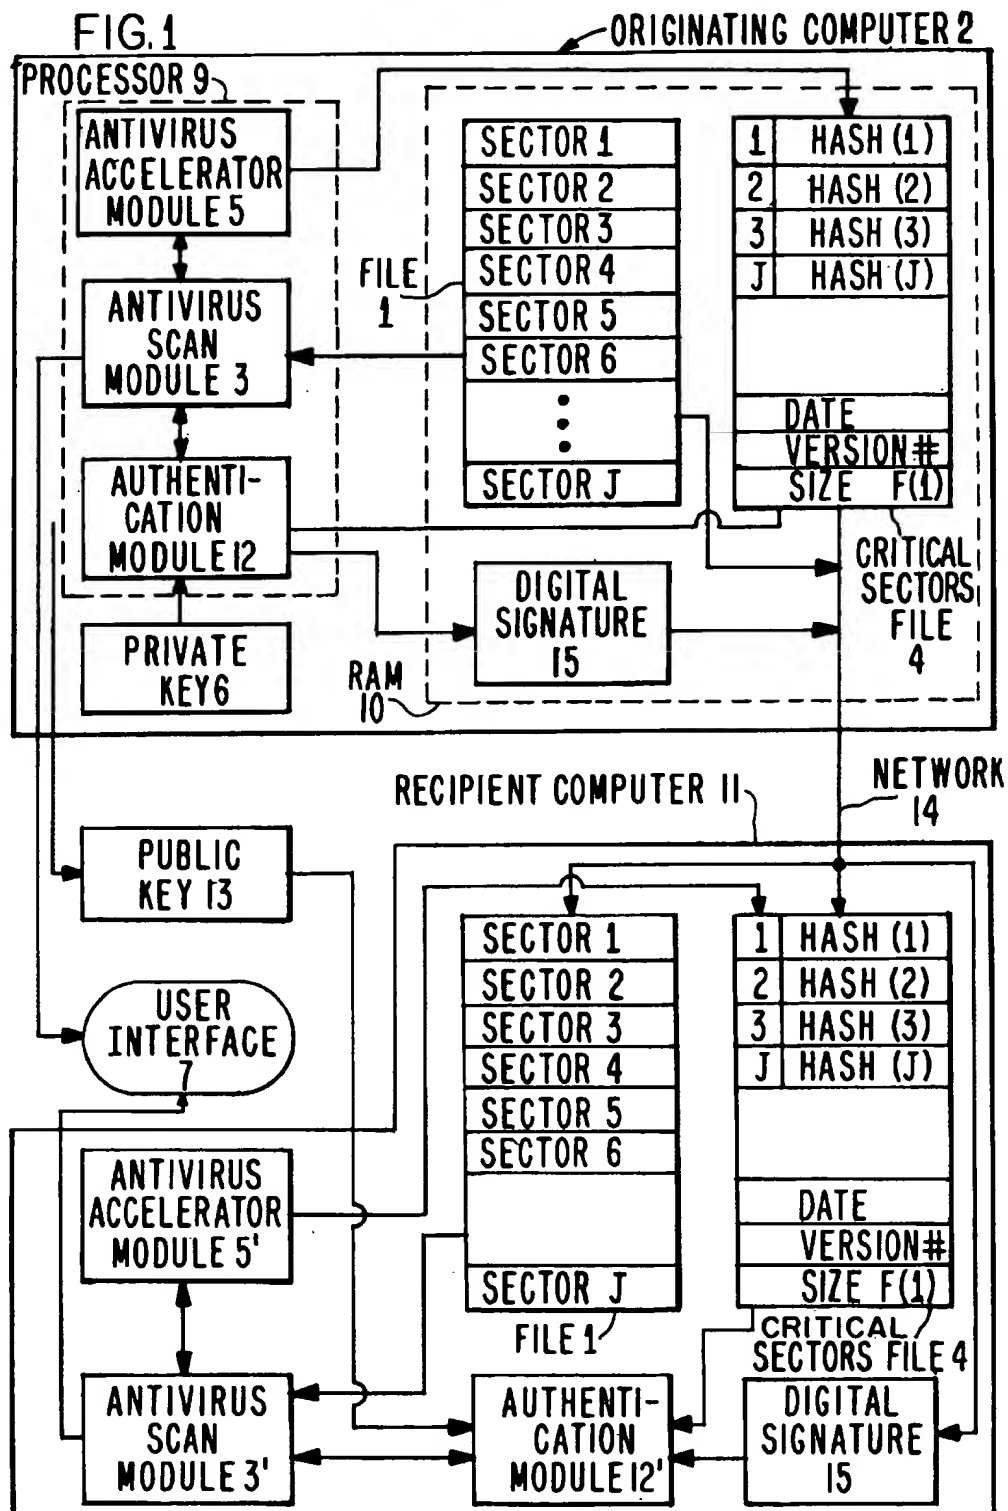 FIG.1
ORIGINATING COMPUTER 2
PROCESSOR 9
ANTIVIRUS
ACCELERATOR
MODULE 5
ANTIVIRUS
SCAN
MODULE 3
AUTHENTI-
CATION
MODULE 12
PRIVATE
KEY 6
FILE
1
SECTOR 1
SECTOR 2
SECTOR 3
SECTOR 4
SECTOR 5
SECTOR 6
SECTOR J
1 HASH (1)
2 HASH (2)
3 HASH (3)
J HASH (J)
DATE
VERSION #
SIZE F(1)
CRITICAL
SECTORS
FILE
4
DIGITAL
SIGNATURE
15
RAM
10
NETWORK
14
RECIPIENT COMPUTER 11
PUBLIC
KEY 13
USER
INTERFACE
7
ANTIVIRUS
ACCELERATOR
MODULE 5'
ANTIVIRUS
SCAN
MODULE 3'
SECTOR 1
SECTOR 2
SECTOR 3
SECTOR 4
SECTOR 5
SECTOR 6
SECTOR J
FILE 1
1 HASH (1)
2 HASH (2)
3 HASH (3)
J HASH (J)
DATE
VERSION #
SIZE F(1)
CRITICAL
SECTORS FILE 4
AUTHENTI-
CATION
MODULE 12'
DIGITAL
SIGNATURE
15